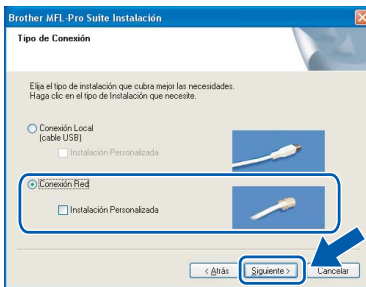 Brother MFL-Pro Suite Instalación
Tipo de Conexión
Elija el tipo de instalación que cubra mejor las necesidades.
Haga clic en el tipo de Instalación que necesite.
Conexión Local
(cable USB)
Instalación Personalizada
Conexión Red
Instalación Personalizada
< Atrás
Siguiente >
Cancelar